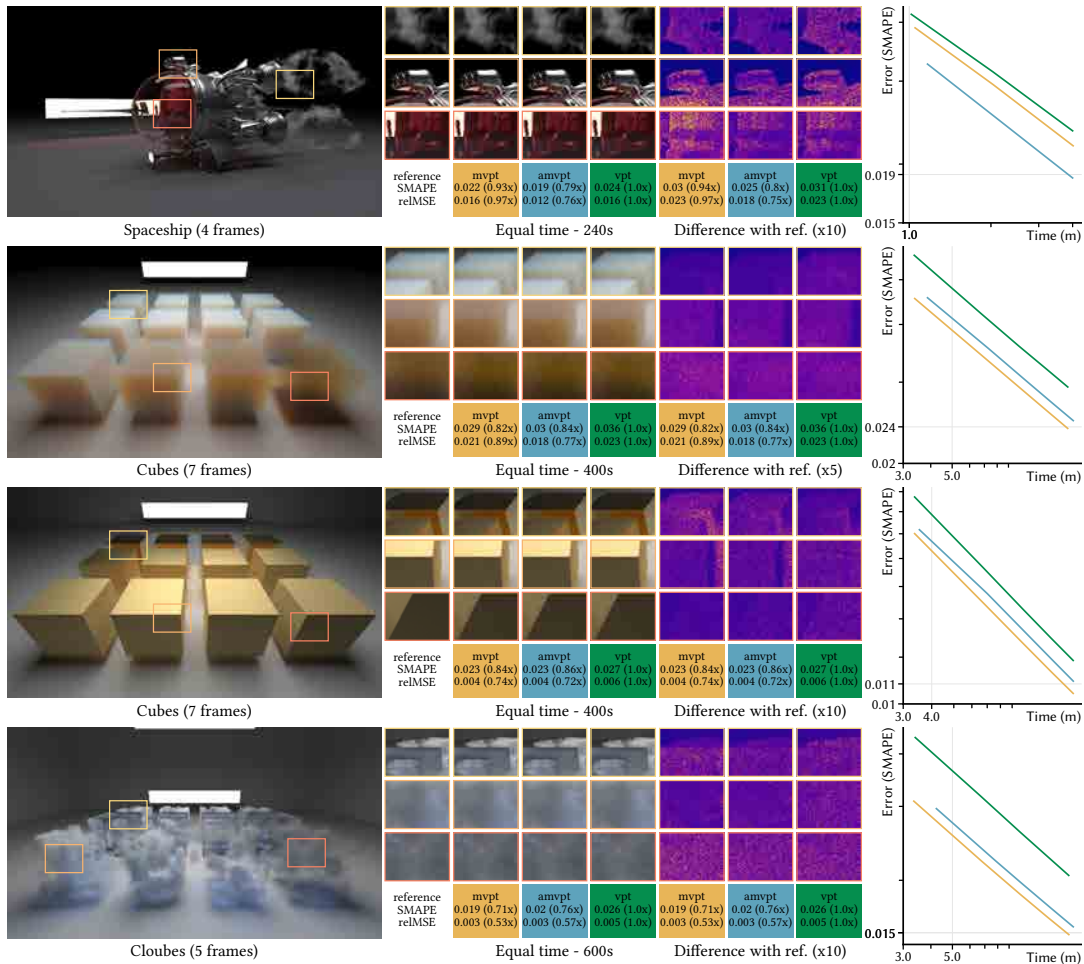 reference
SMAPE
relMSE
mvpt
0.022 (0.93x)
0.016 (0.97x)
amvpt
0.019 (0.79x)
0.012 (0.76x)
vpt
0.024 (1.0x)
0.016 (1.0x)
mvpt
0.03 (0.94x)
0.023 (0.97x)
amvpt
0.025 (0.8x)
0.018 (0.75x)
vpt
0.031 (1.0x)
0.023 (1.0x)
Spaceship (4 frames)
Equal time - 240s
Difference with ref. (x10)
Error (SMAPE)
0.019
0.015
1.0
Time (m)
reference
SMAPE
relMSE
mvpt
0.029 (0.82x)
0.021 (0.89x)
amvpt
0.03 (0.84x)
0.018 (0.77x)
vpt
0.036 (1.0x)
0.023 (1.0x)
mvpt
0.029 (0.82x)
0.021 (0.89x)
amvpt
0.03 (0.84x)
0.018 (0.77x)
vpt
0.036 (1.0x)
0.023 (1.0x)
Cubes (7 frames)
Equal time - 400s
Difference with ref. (x5)
Error (SMAPE)
0.024
0.02
3.0
5.0
Time (m)
reference
SMAPE
relMSE
mvpt
0.023 (0.84x)
0.004 (0.74x)
amvpt
0.023 (0.86x)
0.004 (0.72x)
vpt
0.027 (1.0x)
0.006 (1.0x)
mvpt
0.023 (0.84x)
0.004 (0.74x)
amvpt
0.023 (0.86x)
0.004 (0.72x)
vpt
0.027 (1.0x)
0.006 (1.0x)
Cubes (7 frames)
Equal time - 400s
Difference with ref. (x10)
Error (SMAPE)
0.011
0.01
3.0
4.0
Time (m)
reference
SMAPE
relMSE
mvpt
0.019 (0.71x)
0.003 (0.53x)
amvpt
0.02 (0.76x)
0.003 (0.57x)
vpt
0.026 (1.0x)
0.005 (1.0x)
mvpt
0.019 (0.71x)
0.003 (0.53x)
amvpt
0.02 (0.76x)
0.003 (0.57x)
vpt
0.026 (1.0x)
0.005 (1.0x)
Cloubes (5 frames)
Equal time - 600s
Difference with ref. (x10)
Error (SMAPE)
0.015
3.0
5.0
Time (m)